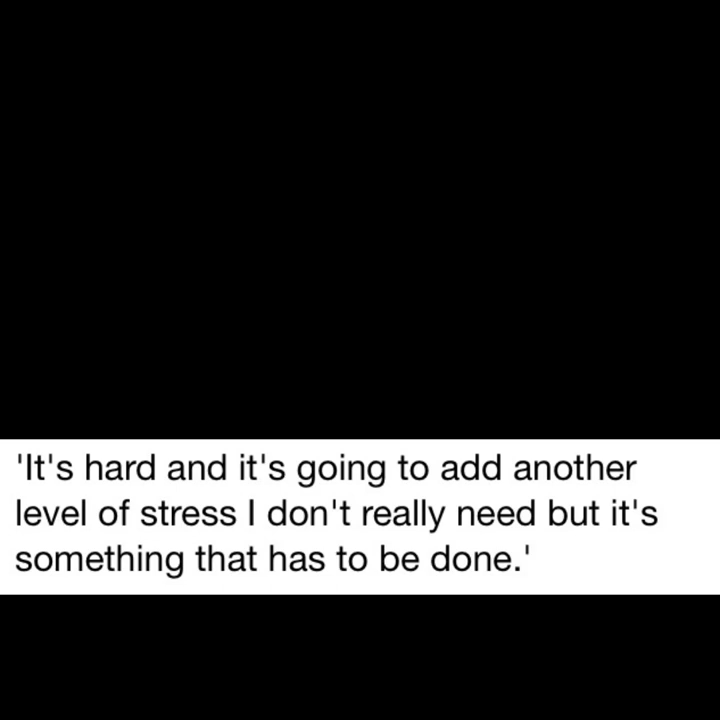 'It's hard and it's going to add another
level of stress I don't really need but it's
something that has to be done.'